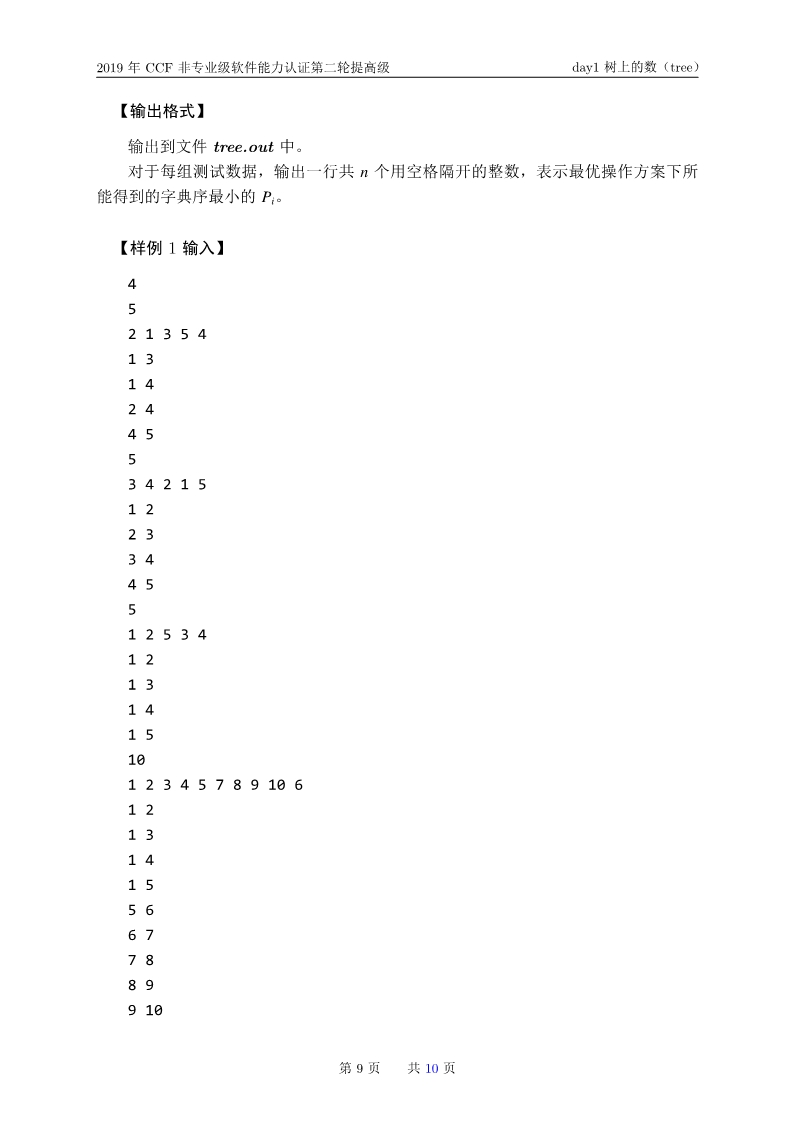 2019 年 CCF 非专业级软件能力认证第二轮提高级 day1 树上的数（tree）
【输出格式】
输出到文件 tree.out 中。
对于每组测试数据，输出一行共 n 个用空格隔开的整数，表示最优操作方案下所
能得到的字典序最小的 Pi。
【样例 1 输入】
4
5
2 1 3 5 4
1 3
1 4
2 4
4 5
5
3 4 2 1 5
1 2
2 3
3 4
4 5
5
1 2 5 3 4
1 2
1 3
1 4
1 5
10
1 2 3 4 5 7 8 9 10 6
1 2
1 3
1 4
1 5
5 6
6 7
7 8
8 9
9 10
第 9 页 共 10 页